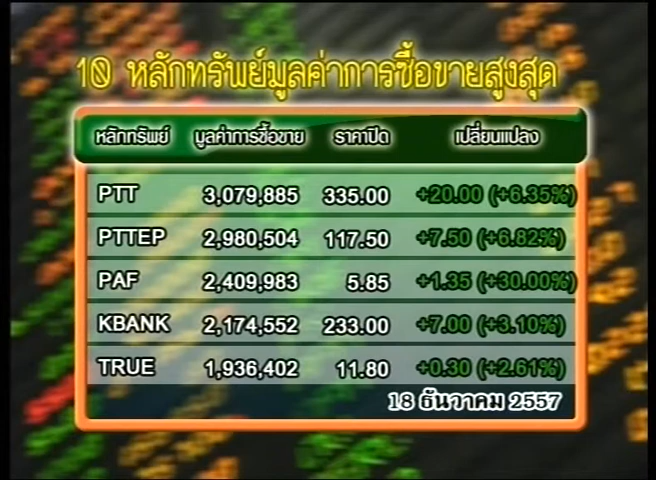 10 หลักทรัพย์มูลค่าการซื้อขายสูงสุด
หลักทรัพย์ มูลค่าการซื้อขาย ราคาปิด เปลี่ยนแปลง
PTT 3,079,885 335.00 +20.00 (+6.35%)
PTTEP 2,980,504 117.50 +7.50 (+6.82%)
PAF 2,409,983 5.85 +1.35 (+30.00%)
KBANK 2,174,552 233.00 +7.00 (+3.10%)
TRUE 1,936,402 11.80 +0.30 (+2.61%)
18 ธันวาคม 2557